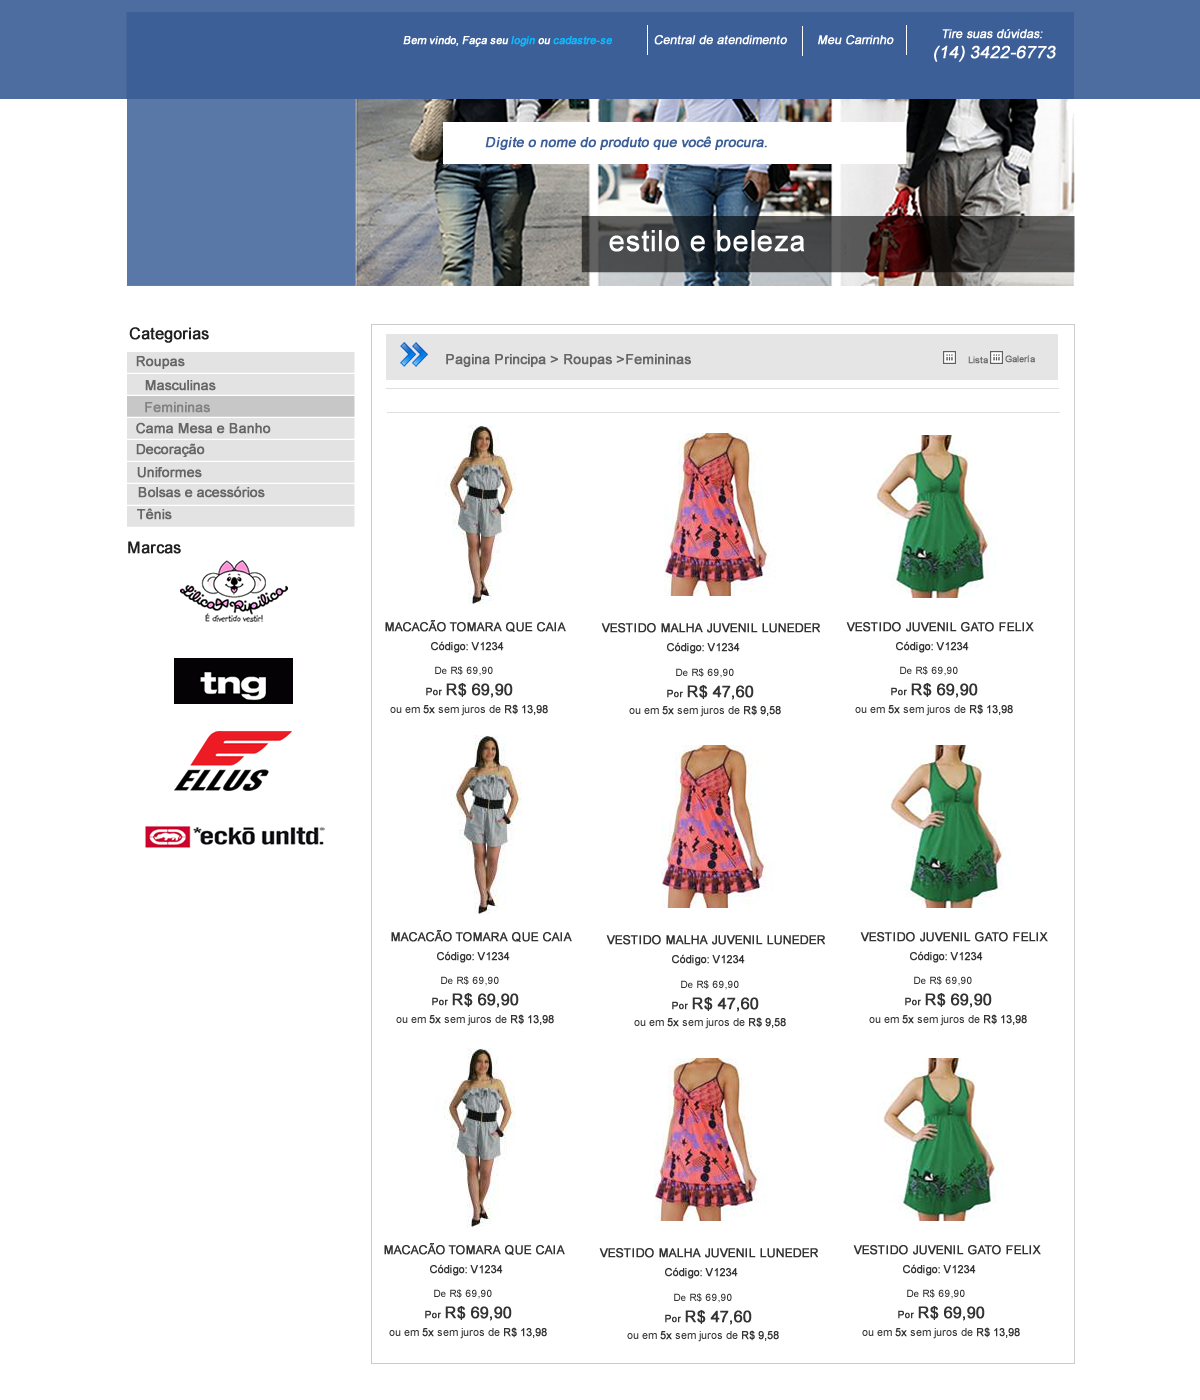 Bem vindo, Faça seu login ou cadastre-se
Central de atendimento
Meu Carrinho
Tire suas dúvidas:
(14) 3422-6773
Digite o nome do produto que você procura.
estilo e beleza
Categorias
Roupas
Masculinas
Femininas
Cama Mesa e Banho
Decoração
Uniformes
Bolsas e acessórios
Tênis
Marcas
Lilica Ripilica
É divertido vestir!
tng
ELLUS
*eckō unltd.
Pagina Principa > Roupas >Femininas
Lista
Galeria
MACACÃO TOMARA QUE CAIA
Código: V1234
De R$ 69,90
Por R$ 69,90
ou em 5x sem juros de R$ 13,98
VESTIDO MALHA JUVENIL LUNEDER
Código: V1234
De R$ 69,90
Por R$ 47,60
ou em 5x sem juros de R$ 9,58
VESTIDO JUVENIL GATO FELIX
Código: V1234
De R$ 69,90
Por R$ 69,90
ou em 5x sem juros de R$ 13,98
MACACÃO TOMARA QUE CAIA
Código: V1234
De R$ 69,90
Por R$ 69,90
ou em 5x sem juros de R$ 13,98
VESTIDO MALHA JUVENIL LUNEDER
Código: V1234
De R$ 69,90
Por R$ 47,60
ou em 5x sem juros de R$ 9,58
VESTIDO JUVENIL GATO FELIX
Código: V1234
De R$ 69,90
Por R$ 69,90
ou em 5x sem juros de R$ 13,98
MACACÃO TOMARA QUE CAIA
Código: V1234
De R$ 69,90
Por R$ 69,90
ou em 5x sem juros de R$ 13,98
VESTIDO MALHA JUVENIL LUNEDER
Código: V1234
De R$ 69,90
Por R$ 47,60
ou em 5x sem juros de R$ 9,58
VESTIDO JUVENIL GATO FELIX
Código: V1234
De R$ 69,90
Por R$ 69,90
ou em 5x sem juros de R$ 13,98